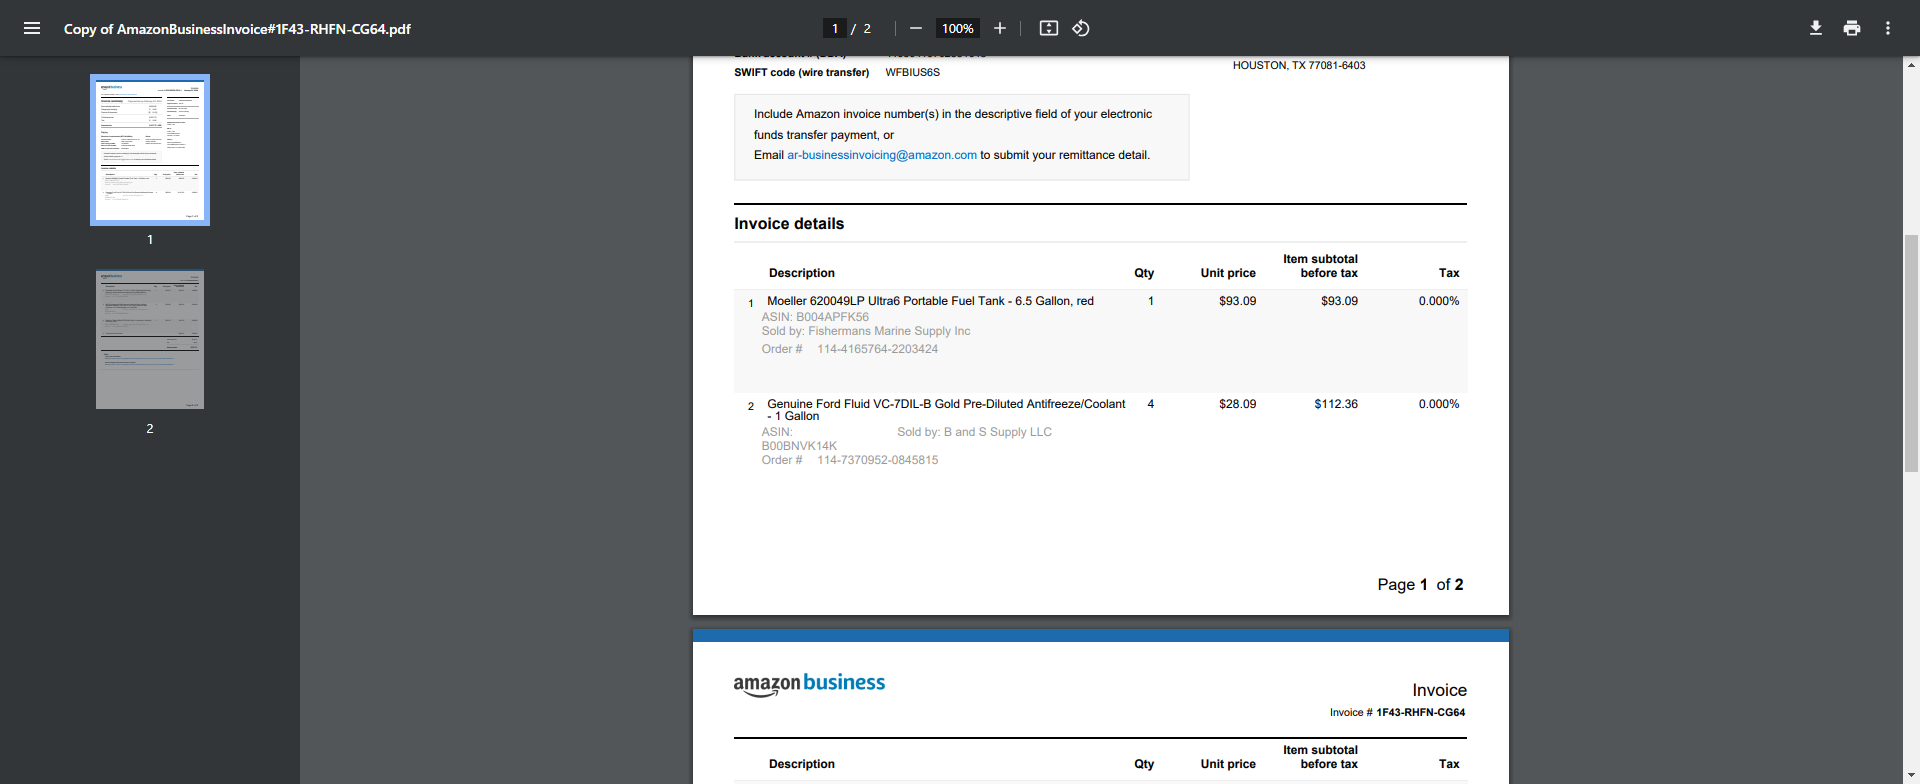 Copy of AmazonBusinessInvoice#1F43-RHFN-CG64.pdf
1 / 2
100%
1
2
SWIFT code (wire transfer) WFBIUS6S
HOUSTON, TX 77081-6403
Include Amazon invoice number(s) in the descriptive field of your electronic
funds transfer payment, or
Email ar-businessinvoicing@amazon.com to submit your remittance detail.
Invoice details
Description Qty Unit price Item subtotal before tax Tax
1 Moeller 620049LP Ultra6 Portable Fuel Tank - 6.5 Gallon, red 1 $93.09 $93.09 0.000%
ASIN: B004APFK56
Sold by: Fishermans Marine Supply Inc
Order # 114-4165764-2203424
2 Genuine Ford Fluid VC-7DIL-B Gold Pre-Diluted Antifreeze/Coolant 4 $28.09 $112.36 0.000%
- 1 Gallon
ASIN: Sold by: B and S Supply LLC
B00BNVK14K
Order # 114-7370952-0845815
Page 1 of 2
amazon business
Invoice
Invoice # 1F43-RHFN-CG64
Description Qty Unit price Item subtotal before tax Tax